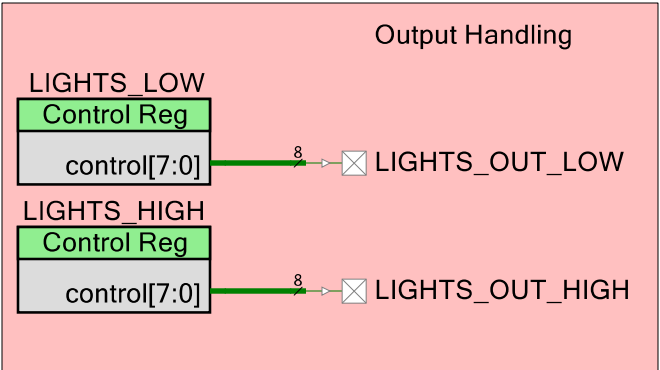 Output Handling
LIGHTS_LOW
Control Reg
control[7:0]
8
LIGHTS_OUT_LOW
LIGHTS_HIGH
Control Reg
control[7:0]
8
LIGHTS_OUT_HIGH